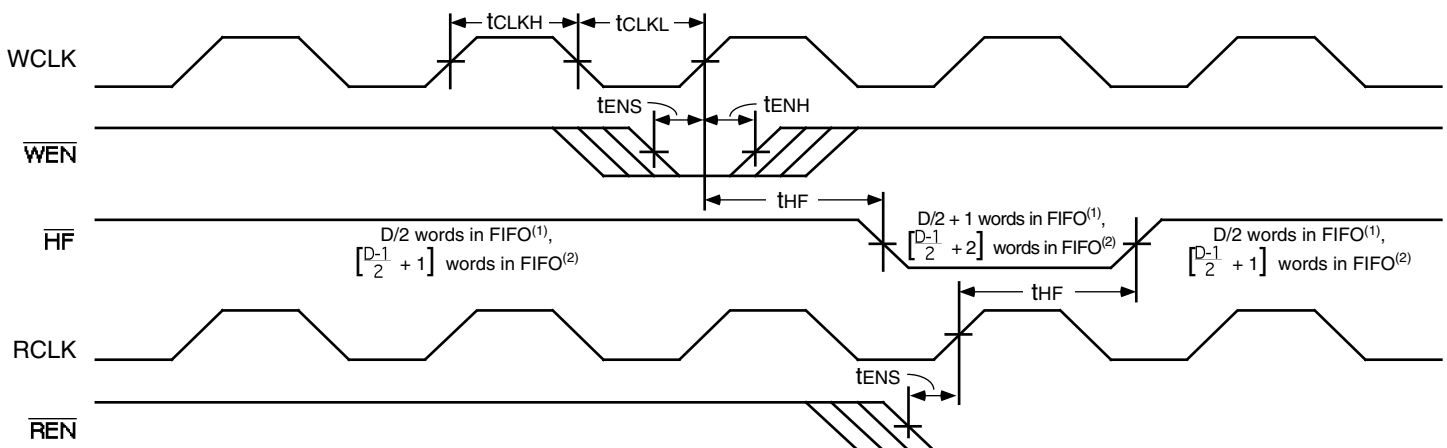 tCLKH tCLKL
WCLK
tENS tENH
WEN
tHF
HF
D/2 words in FIFO(1),
[D-1/2 + 1] words in FIFO(2)
D/2 + 1 words in FIFO(1),
[D-1/2 + 2] words in FIFO(2)
D/2 words in FIFO(1),
[D-1/2 + 1] words in FIFO(2)
tHF
RCLK
tENS
REN